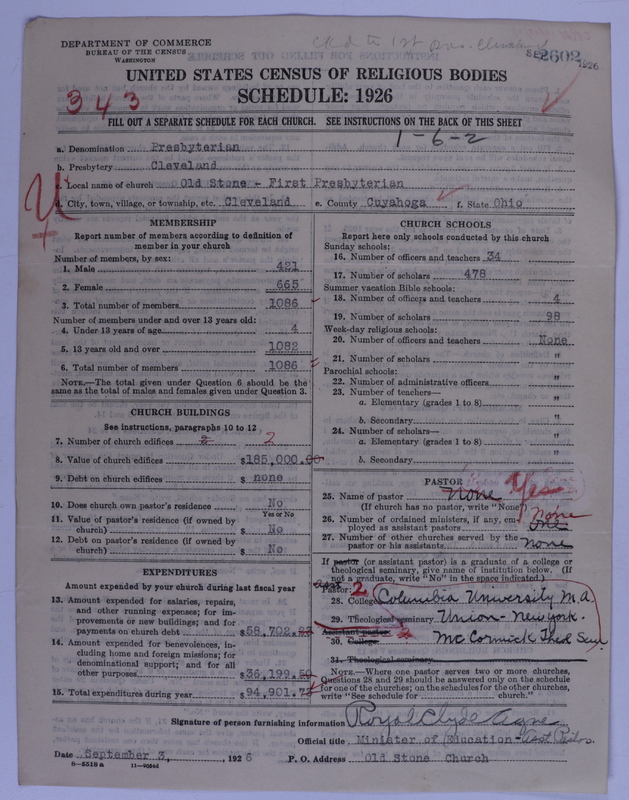 DEPARTMENT OF COMMERCE
BUREAU OF THE CENSUS
WASHINGTON
2602
1926
UNITED STATES CENSUS OF RELIGIOUS BODIES
SCHEDULE: 1926
343
FILL OUT A SEPARATE SCHEDULE FOR EACH CHURCH. SEE INSTRUCTIONS ON THE BACK OF THIS SHEET
1-6-2
a. Denomination Presbyterian
b. Presbytery Cleveland
c. Local name of church Old Stone - First Presbyterian
d. City, town, village, or township, etc. Cleveland e. County Cuyahoga f. State Ohio
MEMBERSHIP
Report number of members according to definition of
member in your church
Number of members, by sex:
1. Male 421
2. Female 665
3. Total number of members 1086
Number of members under and over 13 years old:
4. Under 13 years of age 4
5. 13 years old and over 1082
6. Total number of members 1086
NOTE.—The total given under Question 6 should be the
same as the total of males and females given under Question 3.
CHURCH BUILDINGS
See instructions, paragraphs 10 to 12
7. Number of church edifices 2 2
8. Value of church edifices $185,000.00
9. Debt on church edifices $ none
10. Does church own pastor's residence No
Yes or No
11. Value of pastor's residence (if owned by
church) $ No
12. Debt on pastor's residence (if owned by
church) $ No
EXPENDITURES
Amount expended by your church during last fiscal year
13. Amount expended for salaries, repairs,
and other running expenses; for im-
provements or new buildings; and for
payments on church debt $58,702.
14. Amount expended for benevolences, in-
cluding home and foreign missions; for
denominational support; and for all
other purposes $36,199.50
15. Total expenditures during year $94,901.
CHURCH SCHOOLS
Report here only schools conducted by this church
Sunday schools:
16. Number of officers and teachers 34
17. Number of scholars 478
Summer vacation Bible schools:
18. Number of officers and teachers 4
19. Number of scholars 98
Week-day religious schools:
20. Number of officers and teachers None
21. Number of scholars "
Parochial schools:
22. Number of administrative officers "
23. Number of teachers—
a. Elementary (grades 1 to 8) "
b. Secondary "
24. Number of scholars—
a. Elementary (grades 1 to 8) "
b. Secondary "
PASTOR
25. Name of pastor None Yes
(If church has no pastor, write "None")
26. Number of ordained ministers, if any, em-
ployed as assistant pastors one None
27. Number of other churches served by the
pastor or his assistants none
If pastor (or assistant pastor) is a graduate of a college or
theological seminary, give name of institution below. (If
not a graduate, write "No" in the space indicated.)
asst Pastor: 2
28. College Columbia University M.A
29. Theological seminary Union - New York.
Assistant pastor:
30. College McCormick Theol Sem
31. Theological seminary
NOTE.—Where one pastor serves two or more churches,
Questions 28 and 29 should be answered only on the schedule
for one of the churches; on the schedules for the other churches,
write "See schedule for church."
Signature of person furnishing information Royal Clyde Agne
Official title Minister of Education - Asst Pastor
Date September 3, 1926 P. O. Address Old Stone Church
8-5518a 11-9564d